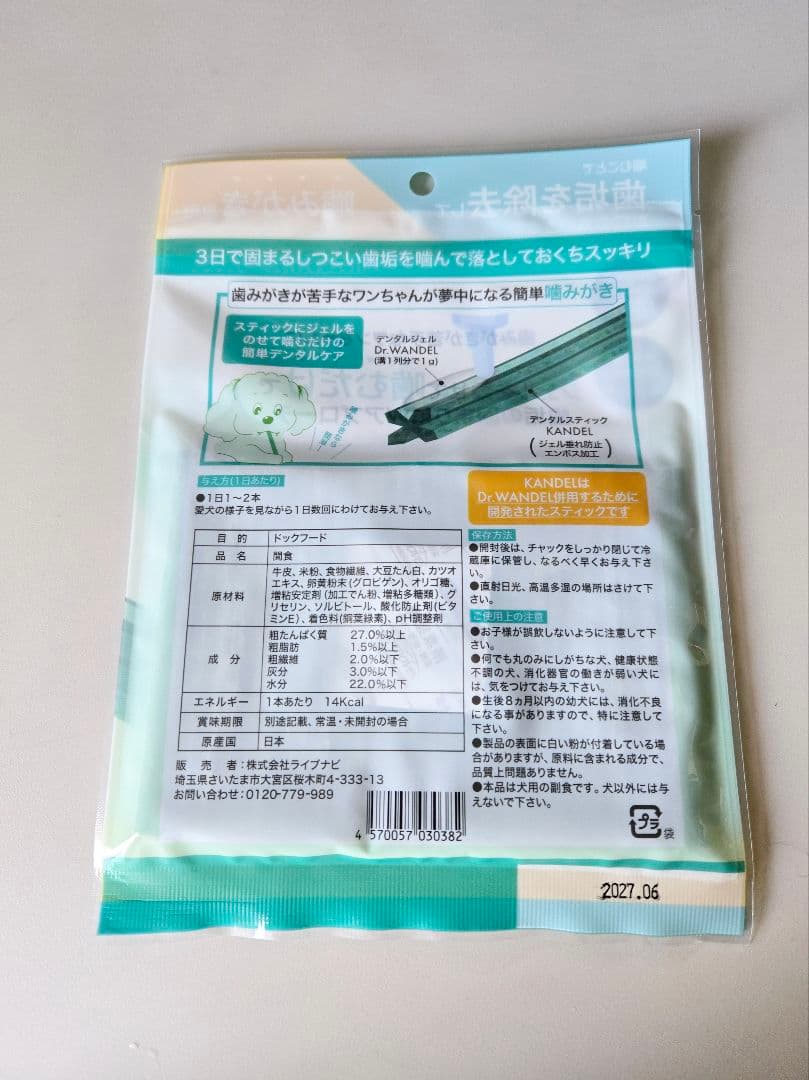 歯垢を除去して
噛みがき
3日で固まるしつこい歯垢を噛んで落としておくちスッキリ
歯みがきが苦手なワンちゃんが夢中になる簡単噛みがき
スティックにジェルを
のせて噛むだけの
簡単デンタルケア
デンタルジェル
Dr.WANDEL
(溝1列分で1g)
デンタルスティック
KANDEL
(ジェル垂れ防止
エンボス加工)
与え方(1日あたり)
●1日1〜2本
愛犬の様子を見ながら1日数回にわけてお与え下さい。
KANDELは
Dr.WANDEL併用するために
開発されたスティックです
目的 ドックフード
品名 間食
原材料 牛皮、米粉、食物繊維、大豆たん白、カツオ
エキス、卵黄粉末(グロビゲン)、オリゴ糖、
増粘安定剤(加工でん粉、増粘多糖類)、グ
リセリン、ソルビトール、酸化防止剤(ビタ
ミンE)、着色料(銅葉緑素)、pH調整剤
成分 粗たんぱく質 27.0%以上
粗脂肪 1.5%以上
粗繊維 2.0%以下
灰分 3.0%以下
水分 22.0%以下
エネルギー 1本あたり 14Kcal
賞味期限 別途記載、常温・未開封の場合
原産国 日本
販売者:株式会社ライブナビ
埼玉県さいたま市大宮区桜木町4-333-13
お問い合わせ:0120-779-989
4 570057 030382
保存方法
●開封後は、チャックをしっかり閉じて冷
蔵庫に保管し、なるべく早くお与え下さ
い。
●直射日光、高温多湿の場所はさけて下
さい。
ご使用上の注意
●お子様が誤飲しないように注意して下
さい。
●何でも丸のみにしがちな犬、健康状態
不調の犬、消化器官の働きが弱い犬に
は、気をつけてお与え下さい。
●生後8ヵ月以内の幼犬には、消化不良
になる事がありますので、特に注意して
下さい。
●製品の表面に白い粉が付着している場
合がありますが、原料に含まれる成分で、
品質上問題ありません。
●本品は犬用の副食です。犬以外には与
えないで下さい。
プラ
袋
2027.06